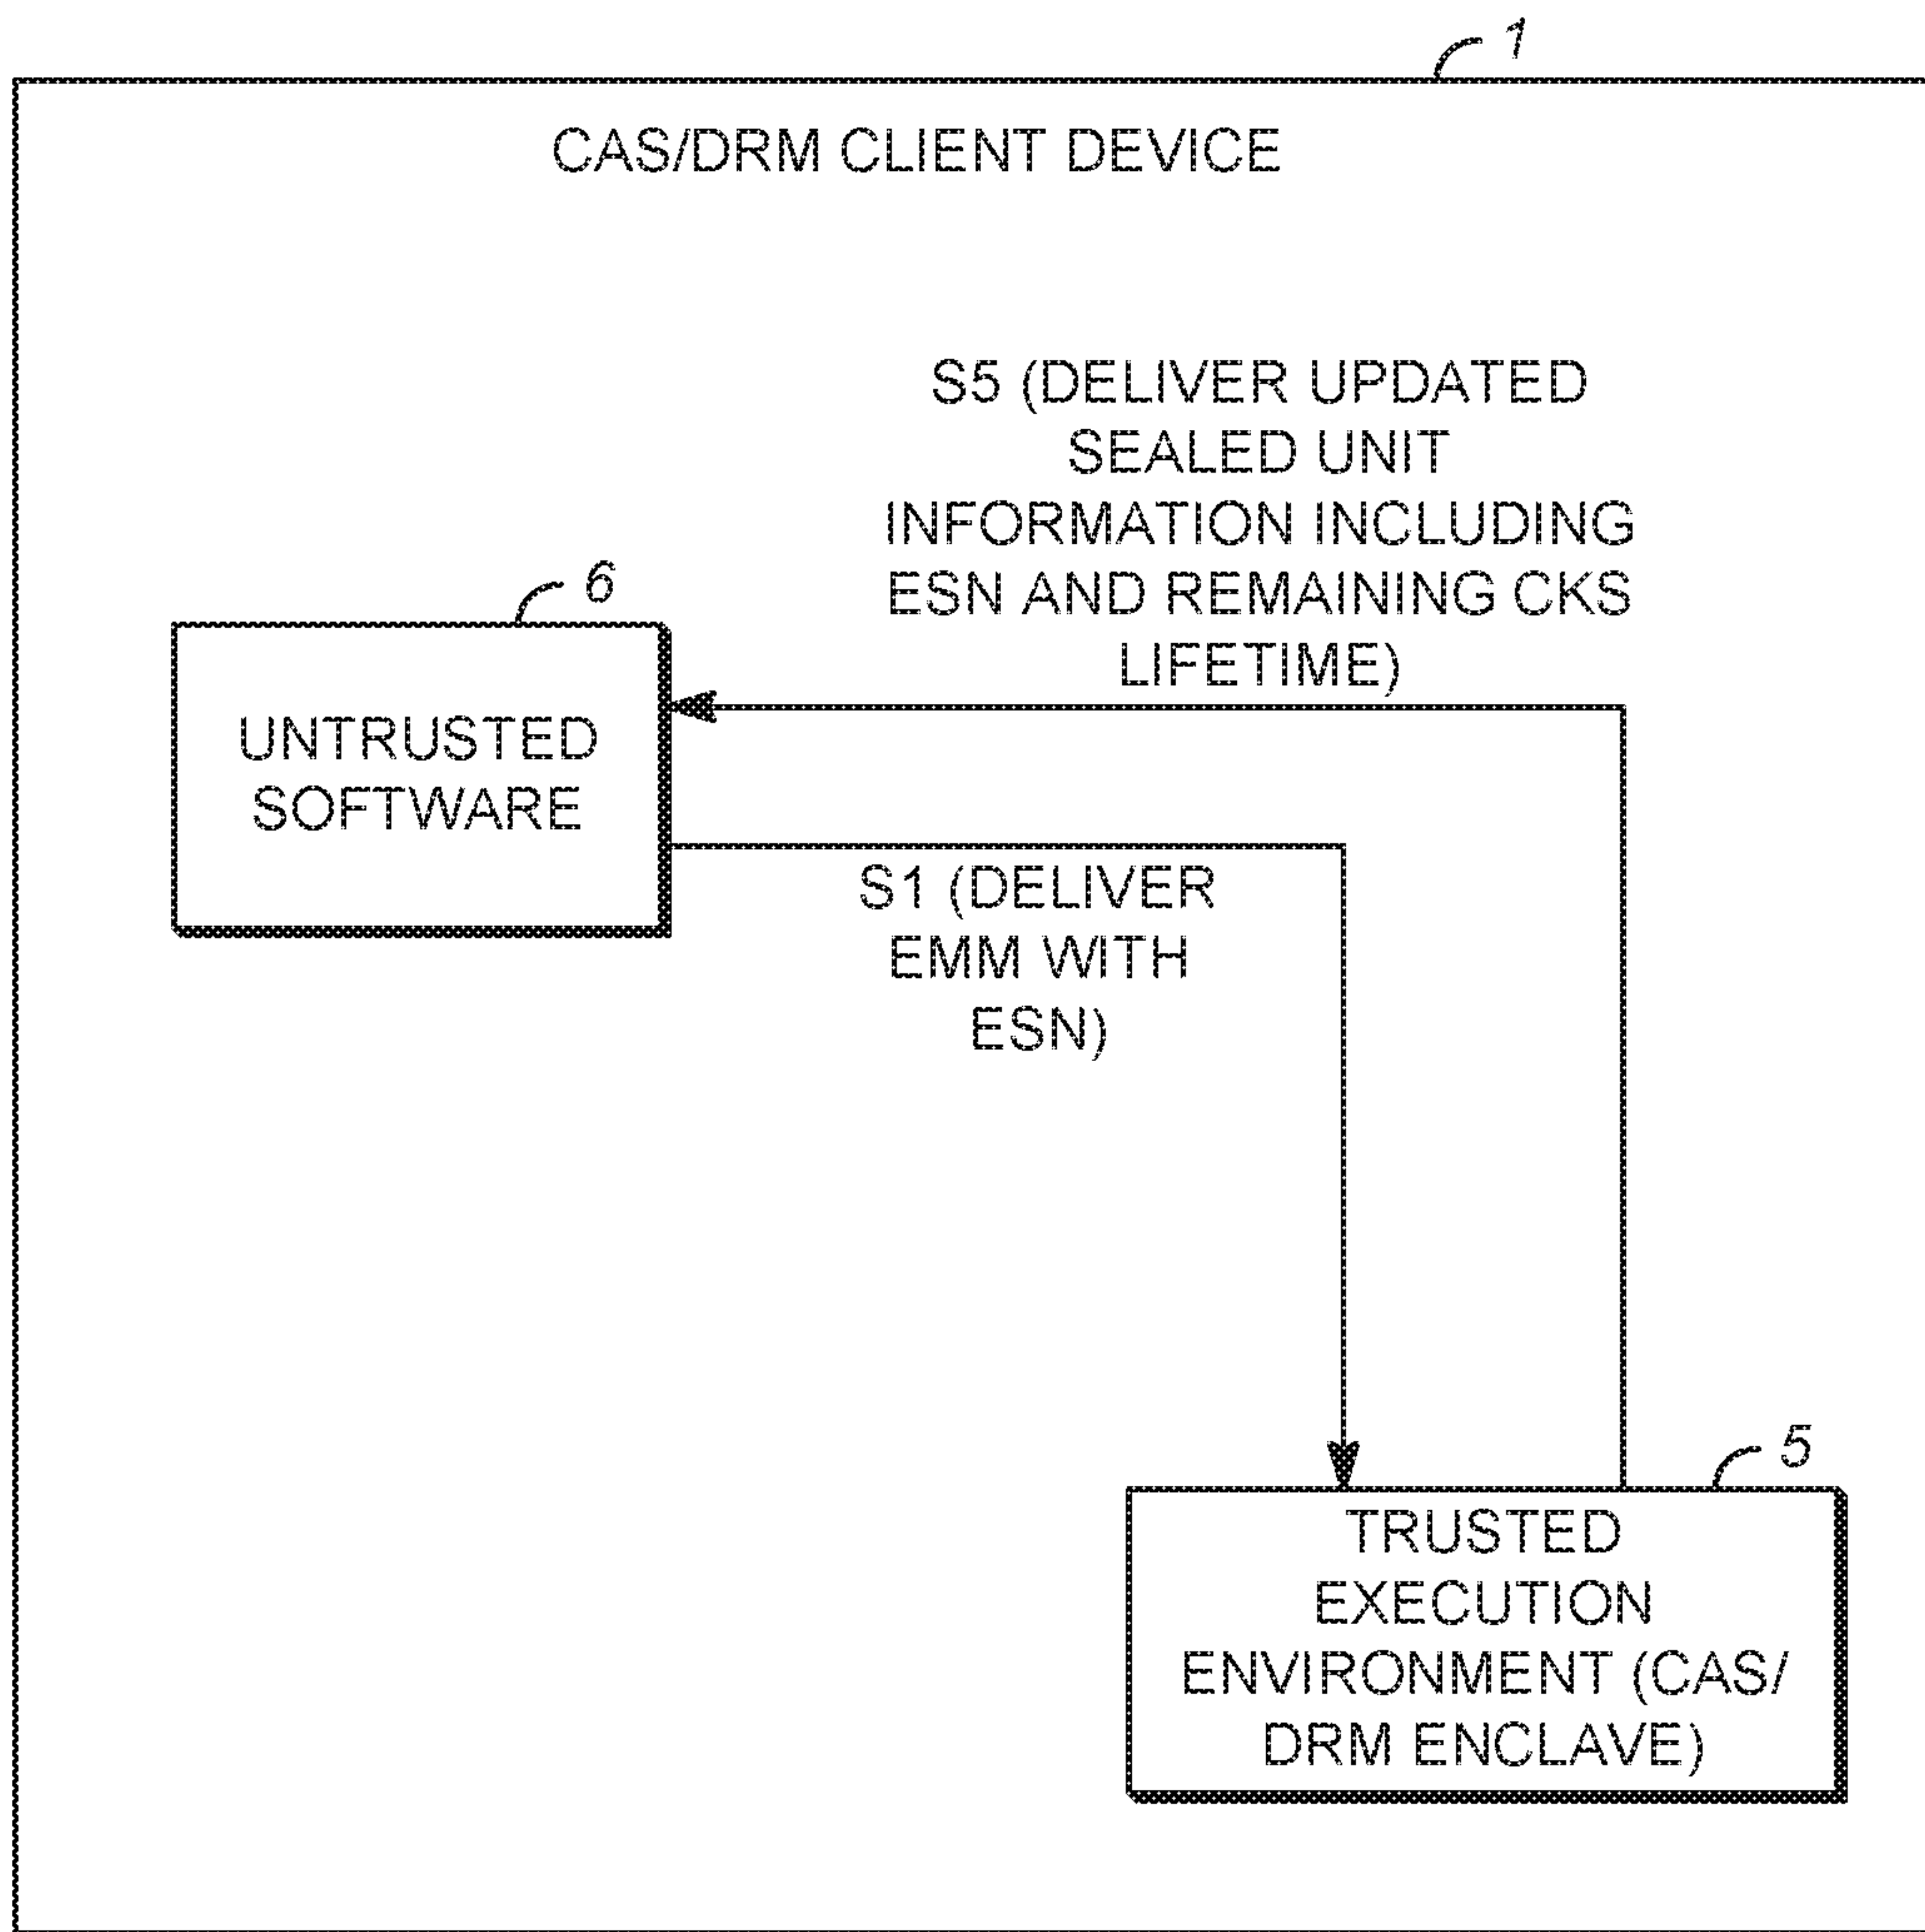 1
CAS/DRM CLIENT DEVICE
S5 (DELIVER UPDATED
SEALED UNIT
INFORMATION INCLUDING
ESN AND REMAINING CKS
LIFETIME)
6
UNTRUSTED
SOFTWARE
S1 (DELIVER
EMM WITH
ESN)
5
TRUSTED
EXECUTION
ENVIRONMENT (CAS/
DRM ENCLAVE)